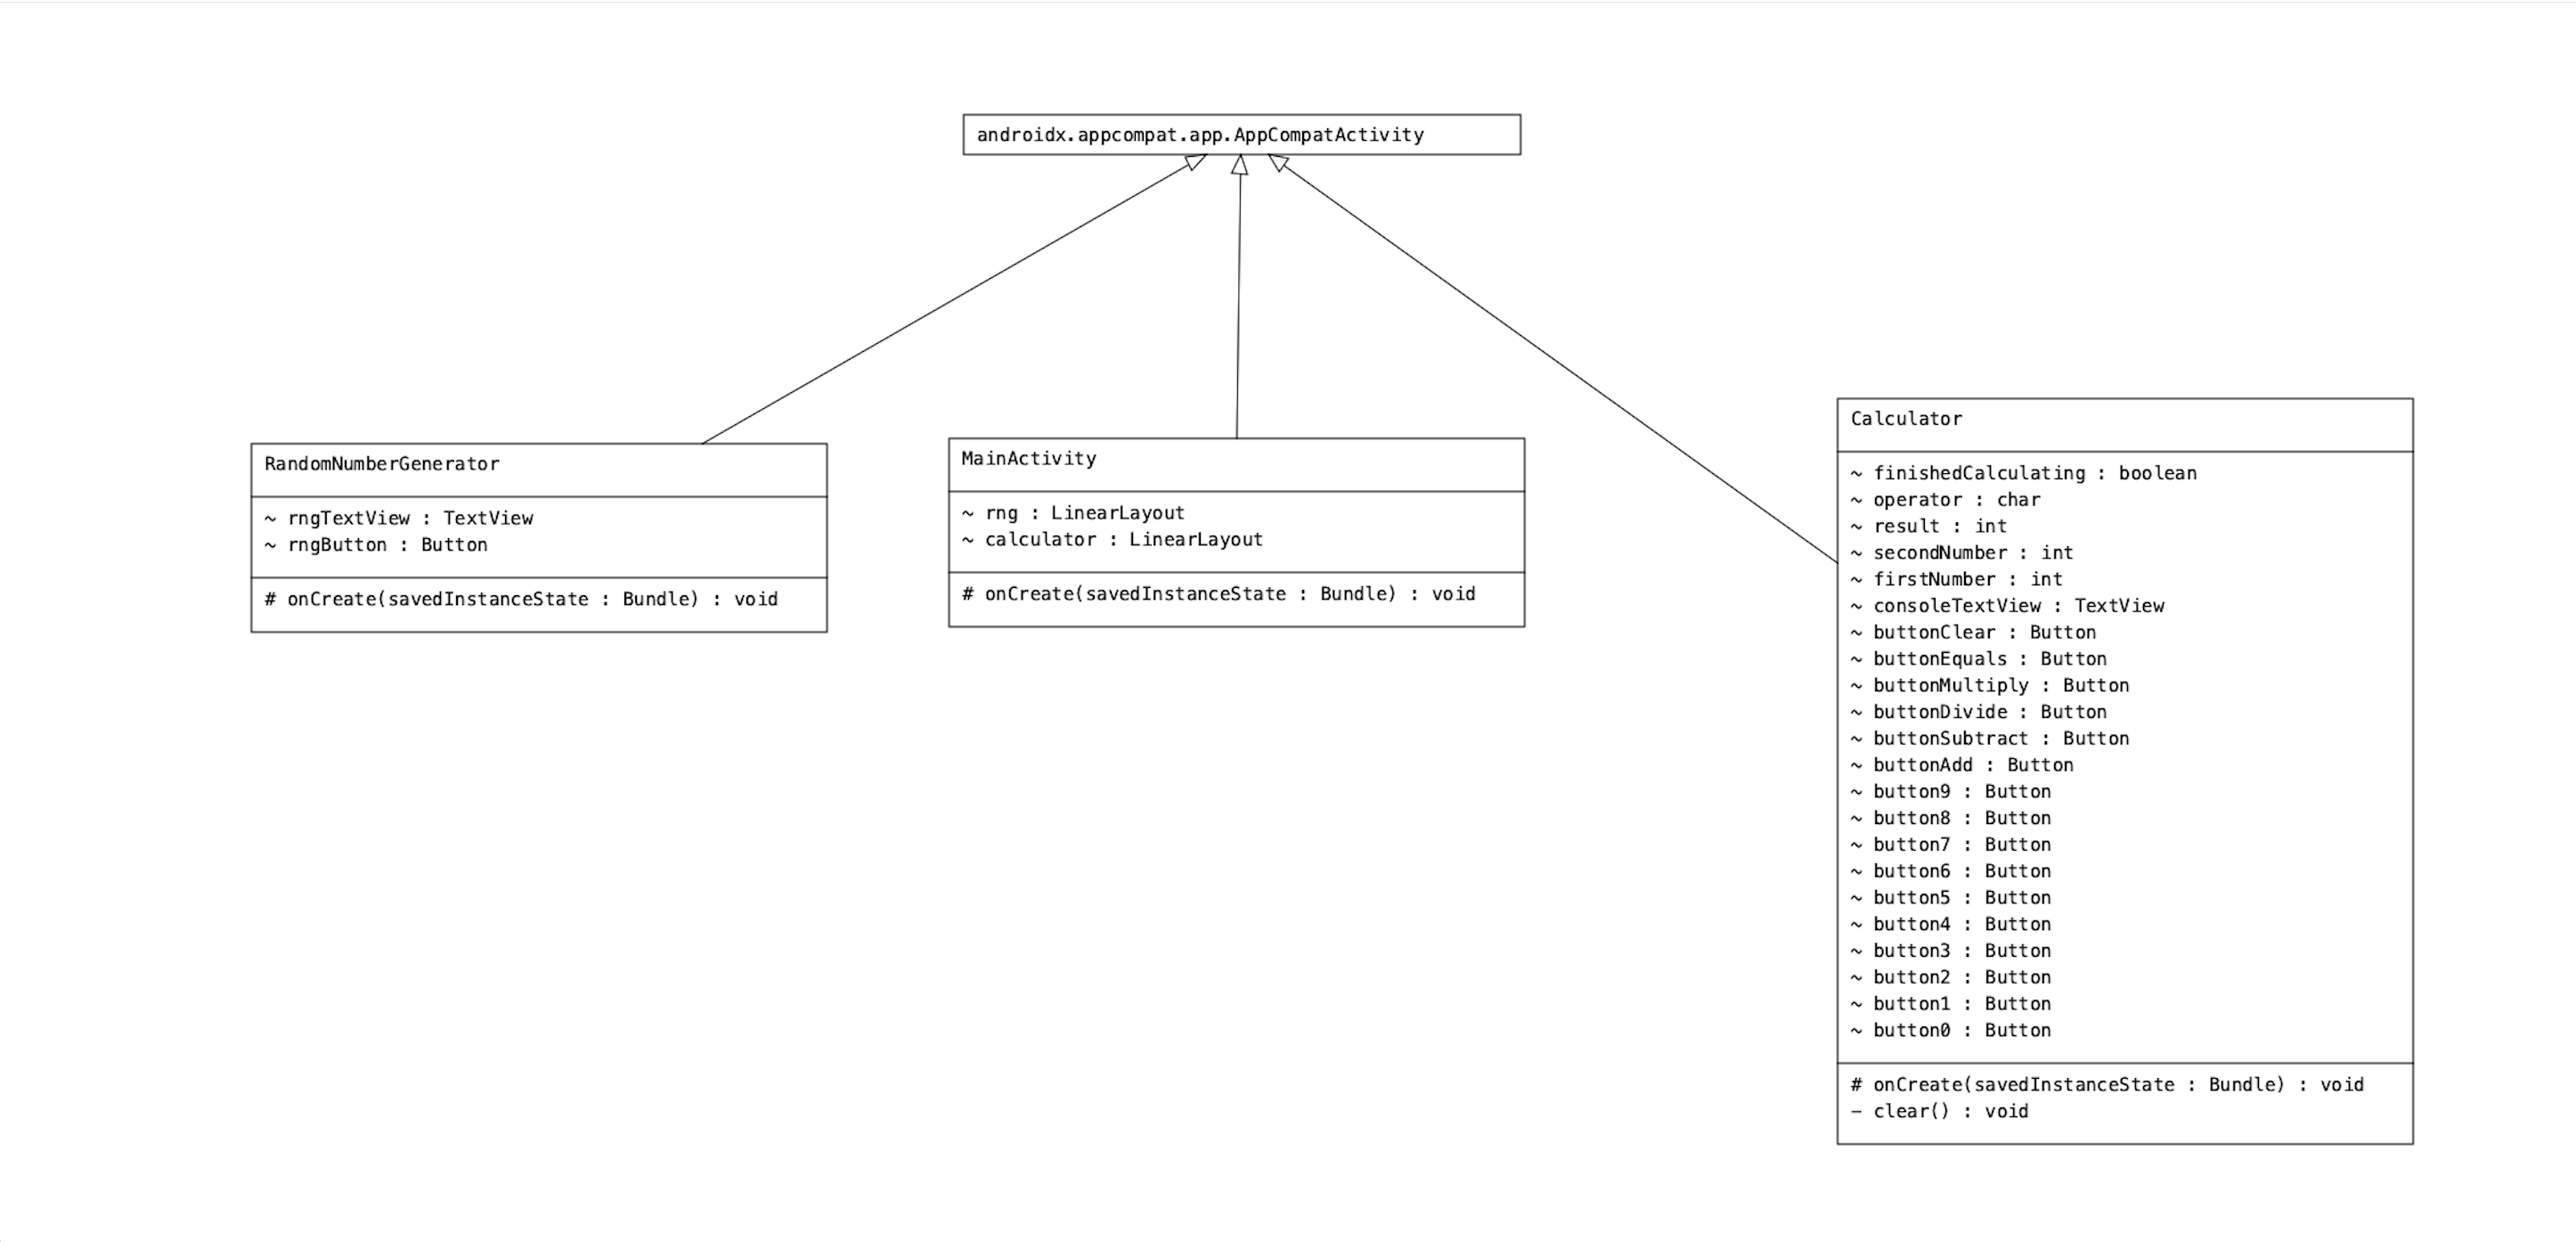 androidx.appcompat.app.AppCompatActivity
RandomNumberGenerator
~ rngTextView : TextView
~ rngButton : Button
# onCreate(savedInstanceState : Bundle) : void
MainActivity
~ rng : LinearLayout
~ calculator : LinearLayout
# onCreate(savedInstanceState : Bundle) : void
Calculator
~ finishedCalculating : boolean
~ operator : char
~ result : int
~ secondNumber : int
~ firstNumber : int
~ consoleTextView : TextView
~ buttonClear : Button
~ buttonEquals : Button
~ buttonMultiply : Button
~ buttonDivide : Button
~ buttonSubtract : Button
~ buttonAdd : Button
~ button9 : Button
~ button8 : Button
~ button7 : Button
~ button6 : Button
~ button5 : Button
~ button4 : Button
~ button3 : Button
~ button2 : Button
~ button1 : Button
~ button0 : Button
# onCreate(savedInstanceState : Bundle) : void
– clear() : void